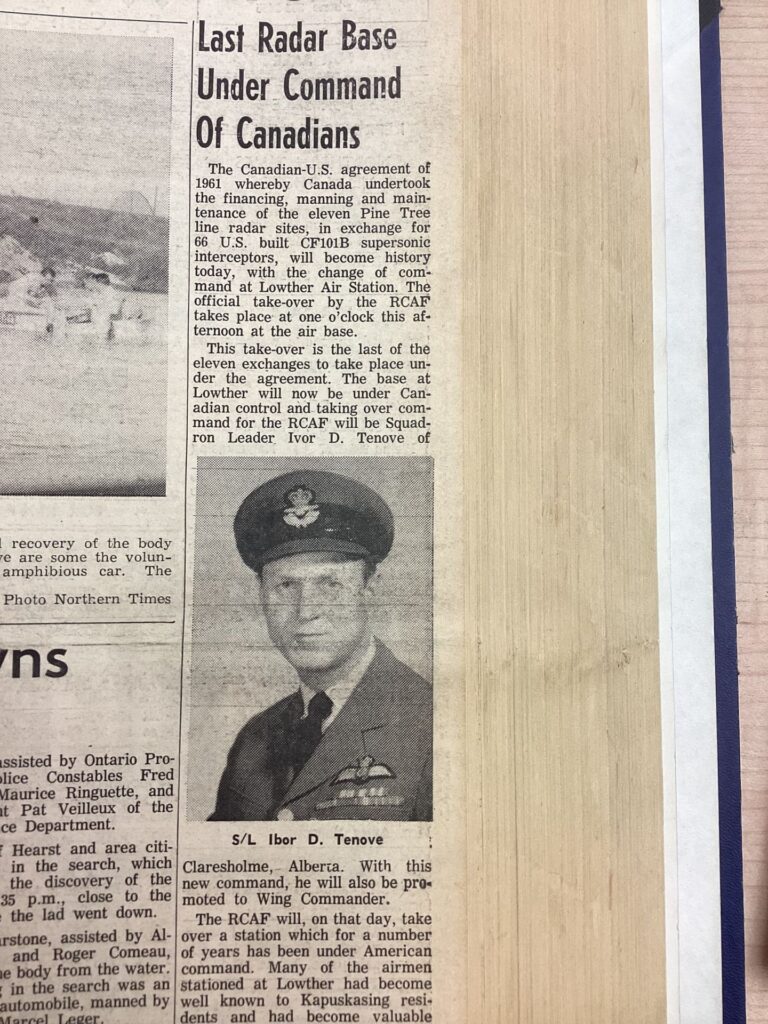 Last Radar Base
Under Command
Of Canadians
The Canadian-U.S. agreement of
1961 whereby Canada undertook
the financing, manning and main-
tenance of the eleven Pine Tree
line radar sites, in exchange for
66 U.S. built CF101B supersonic
interceptors, will become history
today, with the change of com-
mand at Lowther Air Station. The
official take-over by the RCAF
takes place at one o'clock this af-
ternoon at the air base.
This take-over is the last of the
eleven exchanges to take place un-
der the agreement. The base at
Lowther will now be under Can-
adian control and taking over com-
mand for the RCAF will be Squad-
ron Leader Ivor D. Tenove of
S/L Ibor D. Tenove
Claresholme, Alberta. With this
new command, he will also be pro-
moted to Wing Commander.
The RCAF will, on that day, take
over a station which for a number
of years has been under American
command. Many of the airmen
stationed at Lowther had become
well known to Kapuskasing resi-
dents and had become valuable
recovery of the body
are some the volun-
amphibious car. The
Photo Northern Times
wns
assisted by Ontario Pro-
lice Constables Fred
Maurice Ringuette, and
Pat Veilleux of the
ce Department.
f Hearst and area citi-
in the search, which
the discovery of the
35 p.m., close to the
the lad went down.
rstone, assisted by Al-
and Roger Comeau,
e body from the water.
in the search was an
automobile, manned by
Marcel Leger.